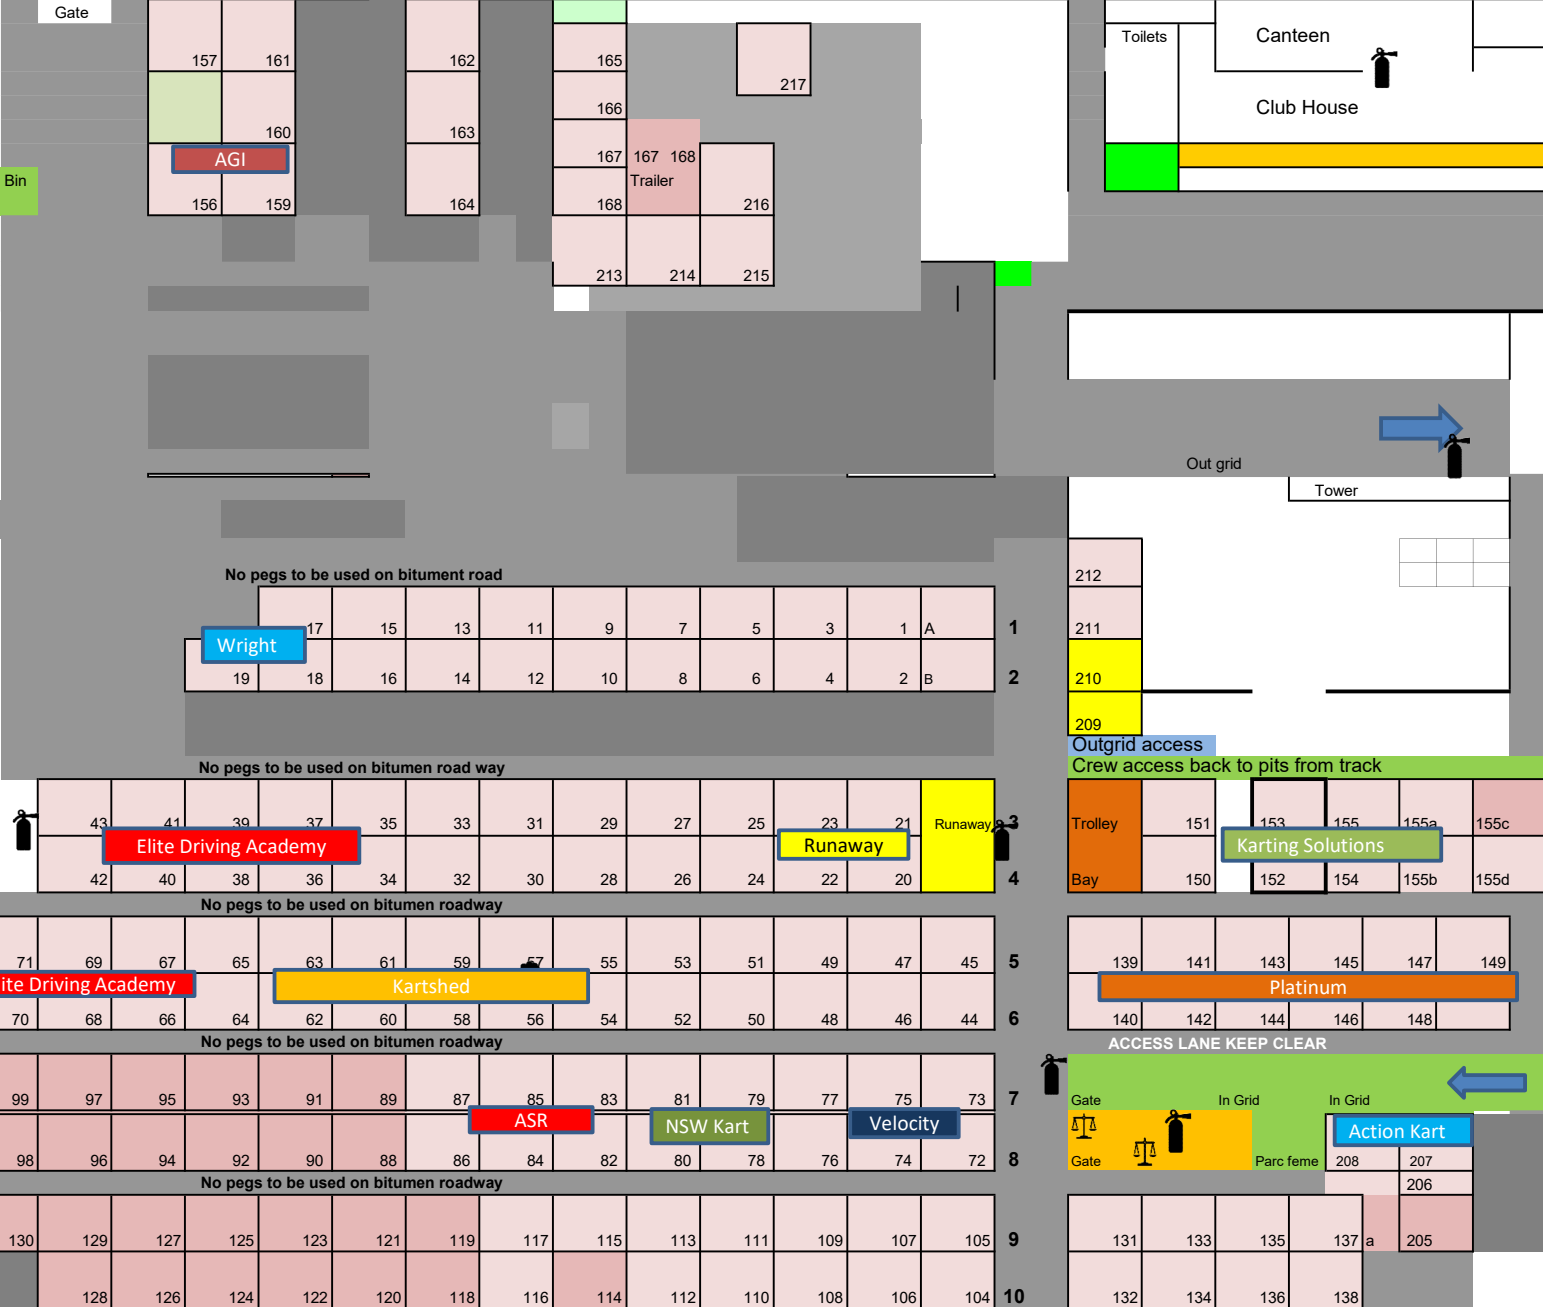 Gate
Toilets
Canteen
157 161 162 165
217
166
Club House
160 163
AGI
167 167 168
Bin
Trailer
156 159 164 168 216
213 214 215
Out grid
Tower
No pegs to be used on bitument road
212
17 15 13 11 9 7 5 3 1 A 1 211
Wright
19 18 16 14 12 10 8 6 4 2 B 2 210
209
Outgrid access
No pegs to be used on bitumen road way
Crew access back to pits from track
43 41 39 37 35 33 31 29 27 25 23 21 Runaway 3 Trolley 151 153 155 155a 155c
Elite Driving Academy Runaway Karting Solutions
42 40 38 36 34 32 30 28 26 24 22 20 4 Bay 150 152 154 155b 155d
No pegs to be used on bitumen roadway
71 69 67 65 63 61 59 57 55 53 51 49 47 45 5 139 141 143 145 147 149
ite Driving Academy Kartshed Platinum
70 68 66 64 62 60 58 56 54 52 50 48 46 44 6 140 142 144 146 148
No pegs to be used on bitumen roadway
ACCESS LANE KEEP CLEAR
99 97 95 93 91 89 87 85 83 81 79 77 75 73 7 Gate In Grid In Grid
ASR NSW Kart Velocity Action Kart
98 96 94 92 90 88 86 84 82 80 78 76 74 72 8 Gate Parc feme 208 207
No pegs to be used on bitumen roadway
206
130 129 127 125 123 121 119 117 115 113 111 109 107 105 9 131 133 135 137 a 205
128 126 124 122 120 118 116 114 112 110 108 106 104 10 132 134 136 138